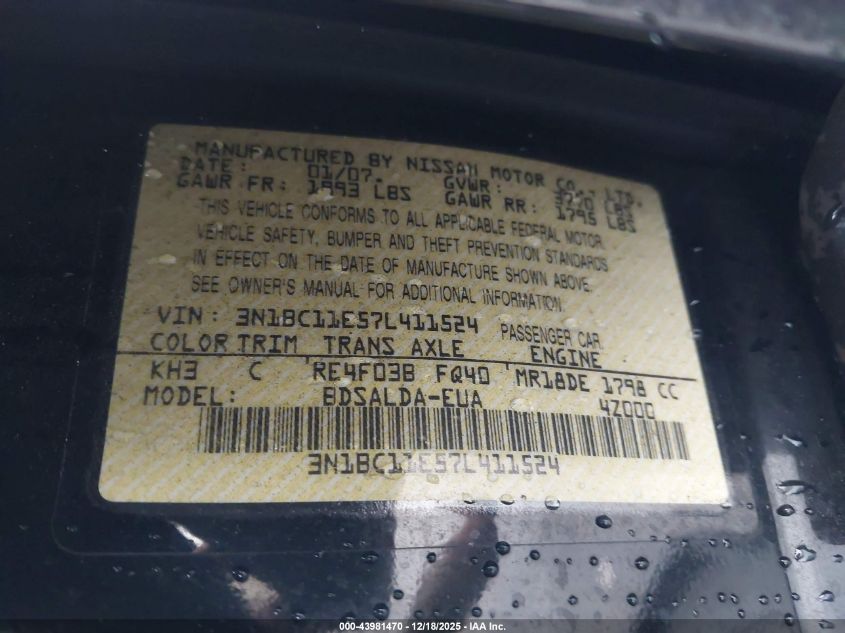 MANUFACTURED BY NISSAN MOTOR CO., LTD.
DATE: 01/07. GVWR: 3770 LBS
GAWR FR: 1993 LBS GAWR RR: 1795 LBS
THIS VEHICLE CONFORMS TO ALL APPLICABLE FEDERAL MOTOR
VEHICLE SAFETY, BUMPER AND THEFT PREVENTION STANDARDS
IN EFFECT ON THE DATE OF MANUFACTURE SHOWN ABOVE.
SEE OWNER'S MANUAL FOR ADDITIONAL INFORMATION.
VIN: 3N1BC11E57L411524 PASSENGER CAR
COLOR TRIM TRANS AXLE ENGINE
KH3 C RE4F03B FQ40 MR18DE 1798 CC
MODEL: BDSALDA-EUA 4Z000
3N1BC11E57L411524
000-43981470 - 12/18/2025 - IAA Inc.